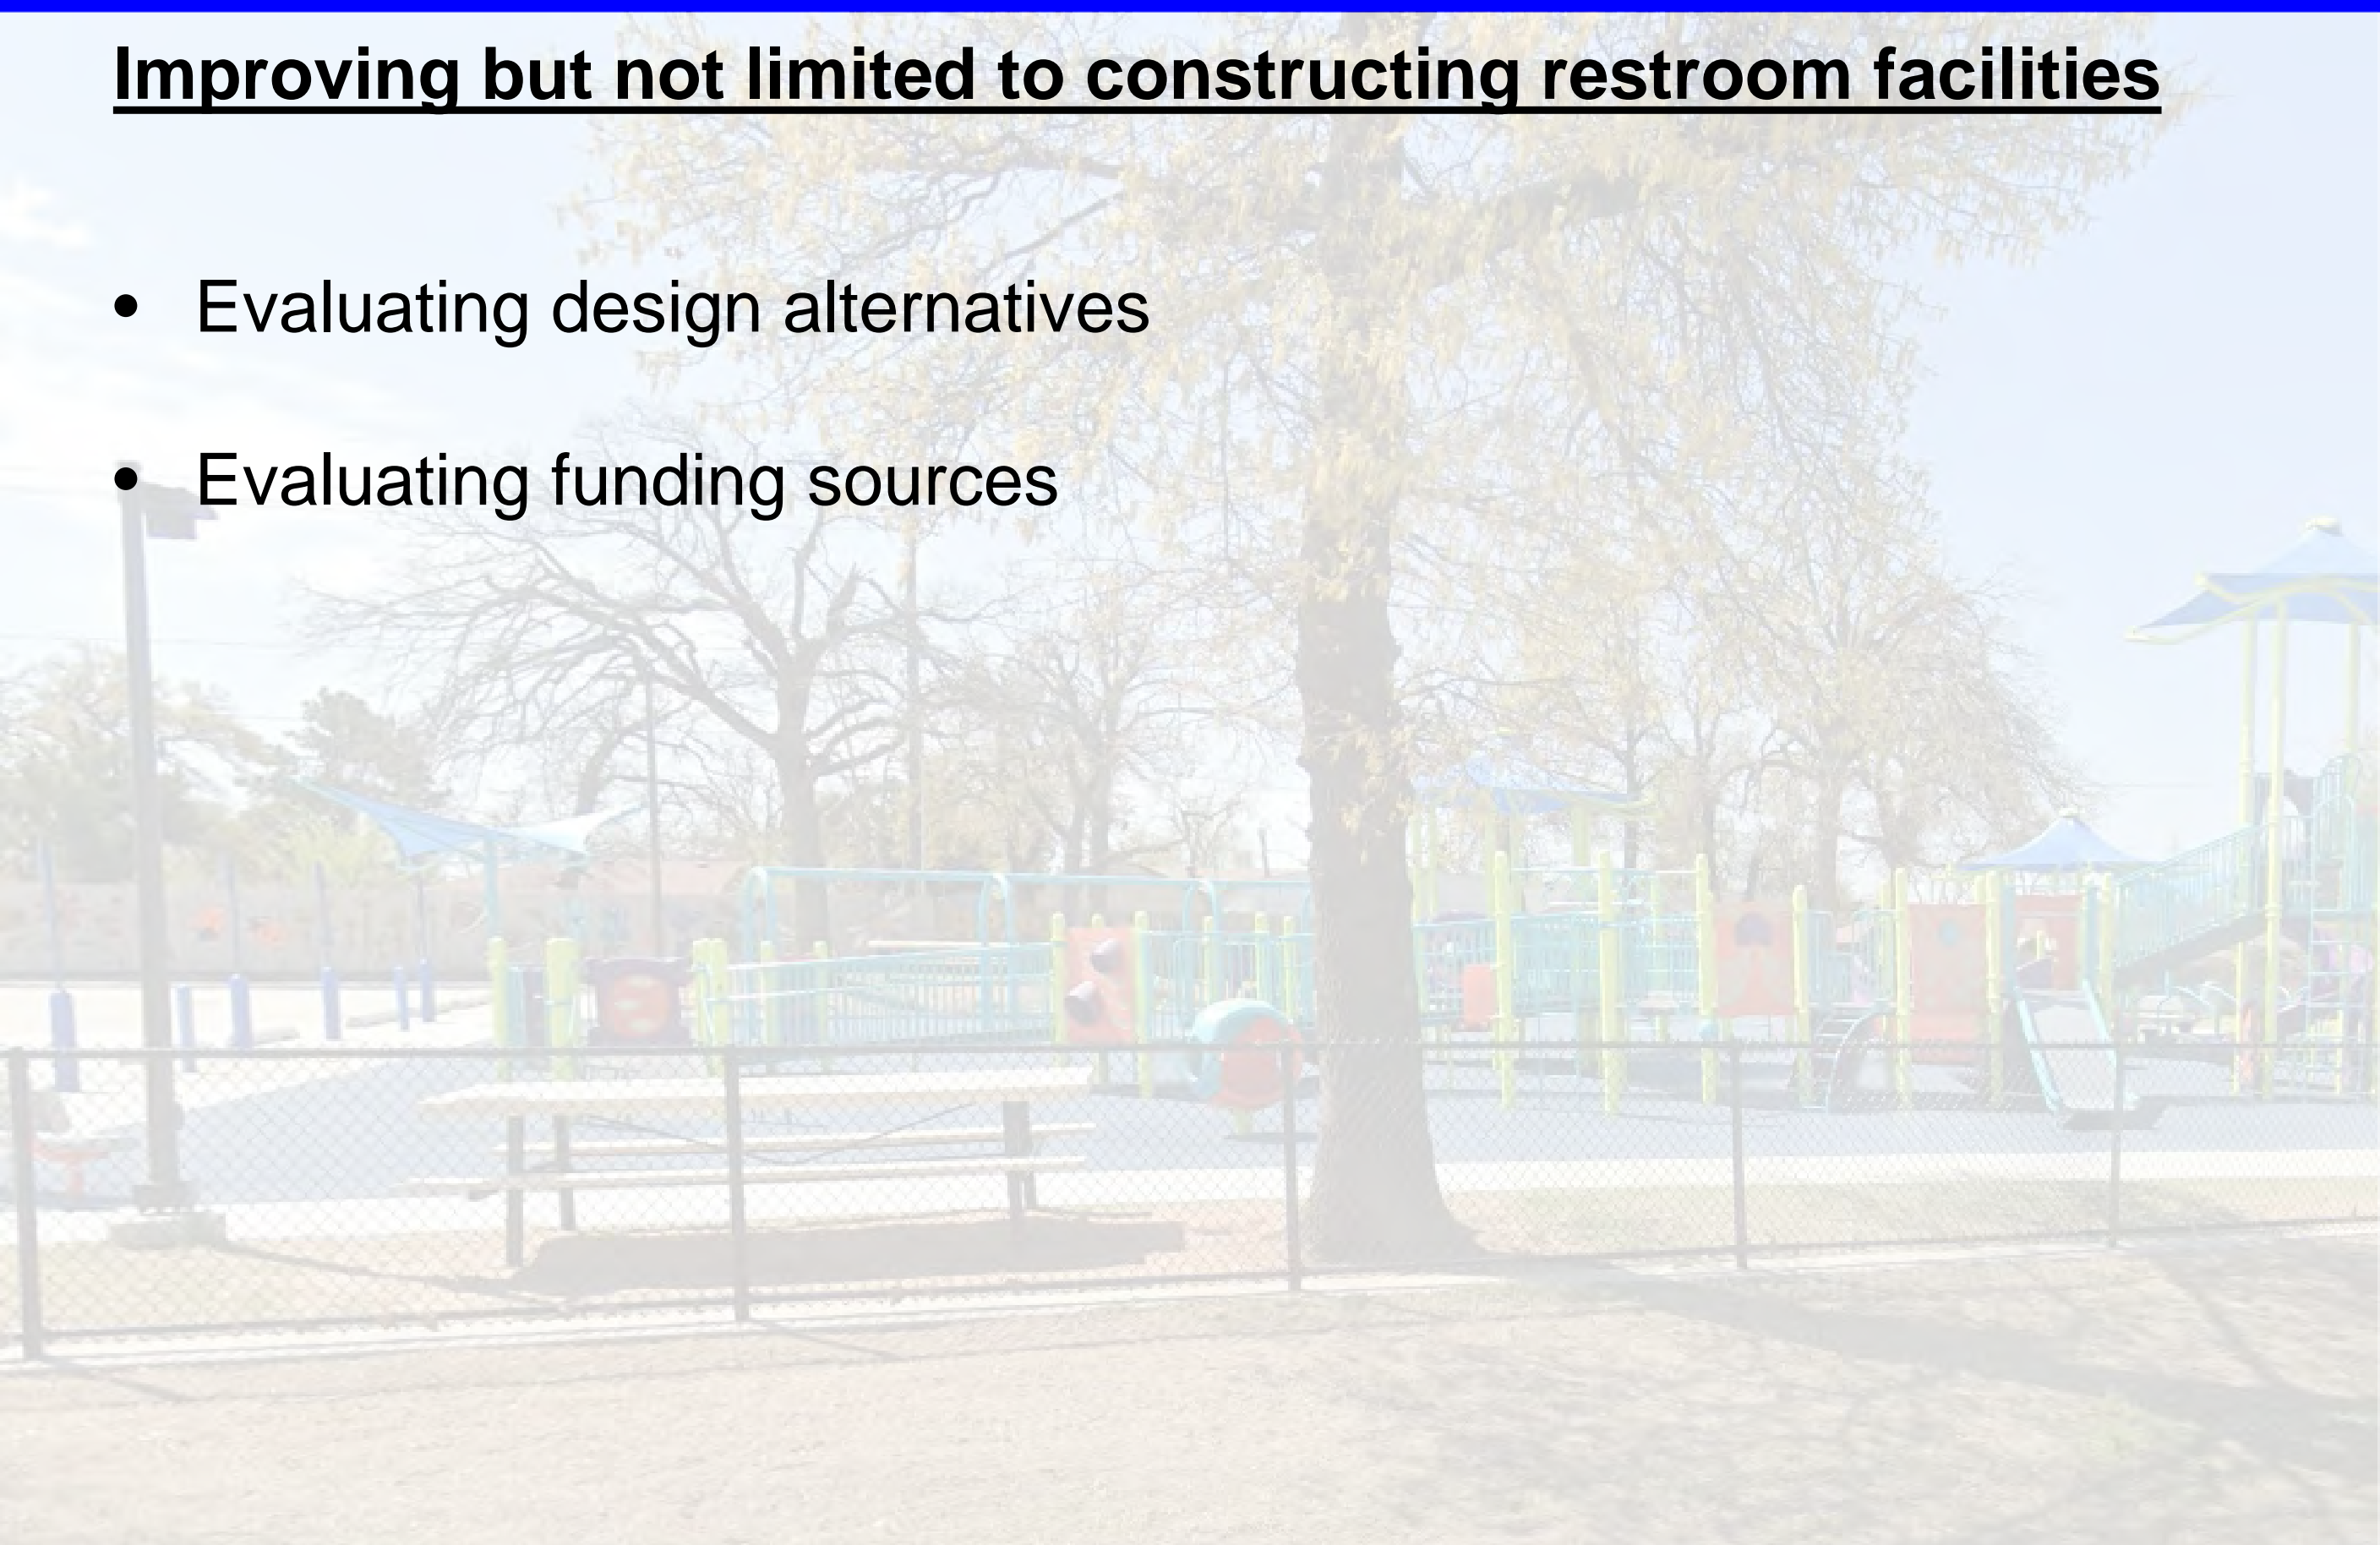 Improving but not limited to constructing restroom facilities
• Evaluating design alternatives
• Evaluating funding sources